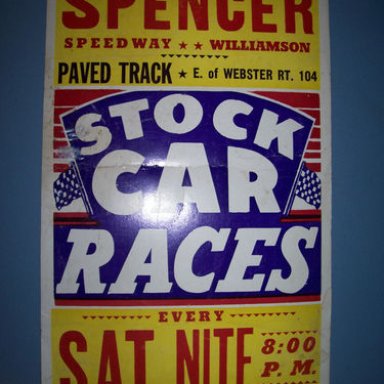 SPENCER
SPEEDWAY ★ ★ WILLIAMSON
PAVED TRACK ★ E. of WEBSTER RT. 104
STOCK
CAR
RACES
EVERY
SAT. NITE 8:00 P. M.